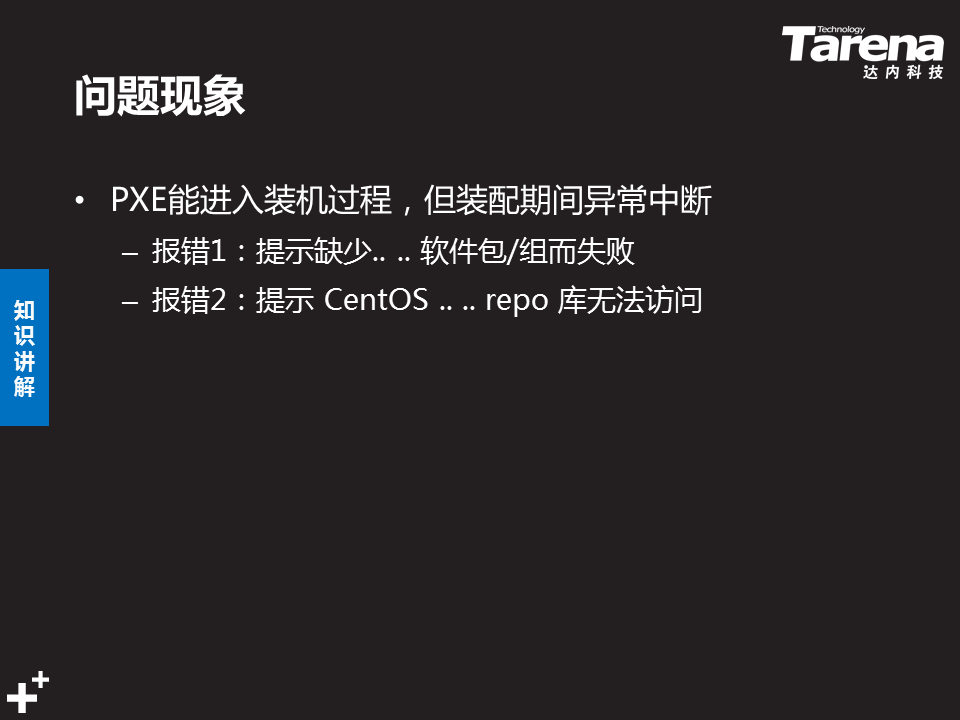 Technology
Tarena
达内科技
问题现象
• PXE能进入装机过程，但装配期间异常中断
– 报错1：提示缺少.. .. 软件包/组而失败
– 报错2：提示 CentOS .. .. repo 库无法访问
知
识
讲
解